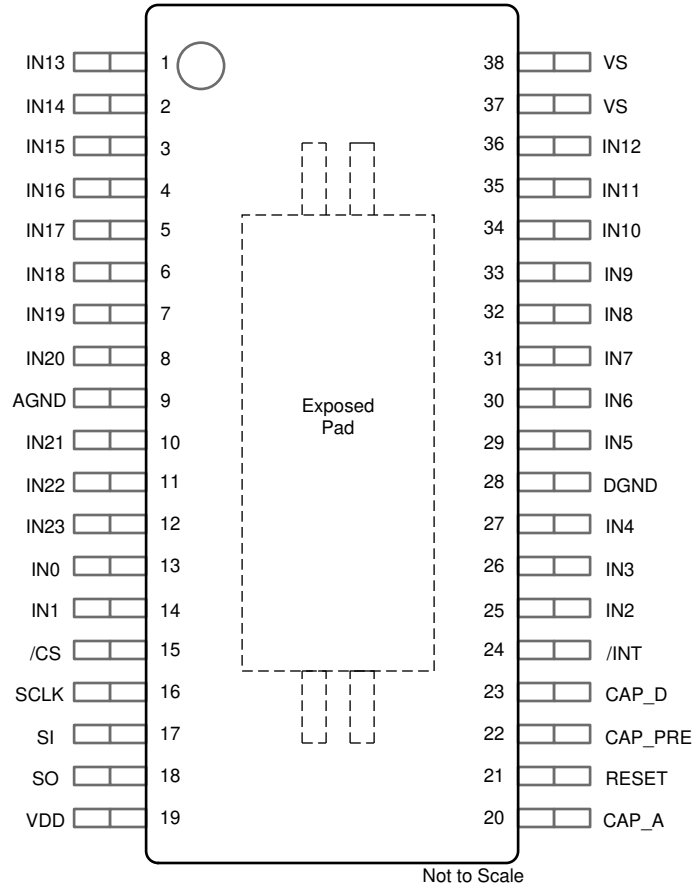 IN13 1 38 VS
IN14 2 37 VS
IN15 3 36 IN12
IN16 4 35 IN11
IN17 5 34 IN10
IN18 6 33 IN9
IN19 7 32 IN8
IN20 8 31 IN7
AGND 9 30 IN6
Exposed
Pad
IN21 10 29 IN5
IN22 11 28 DGND
IN23 12 27 IN4
IN0 13 26 IN3
IN1 14 25 IN2
/CS 15 24 /INT
SCLK 16 23 CAP_D
SI 17 22 CAP_PRE
SO 18 21 RESET
VDD 19 20 CAP_A
Not to Scale